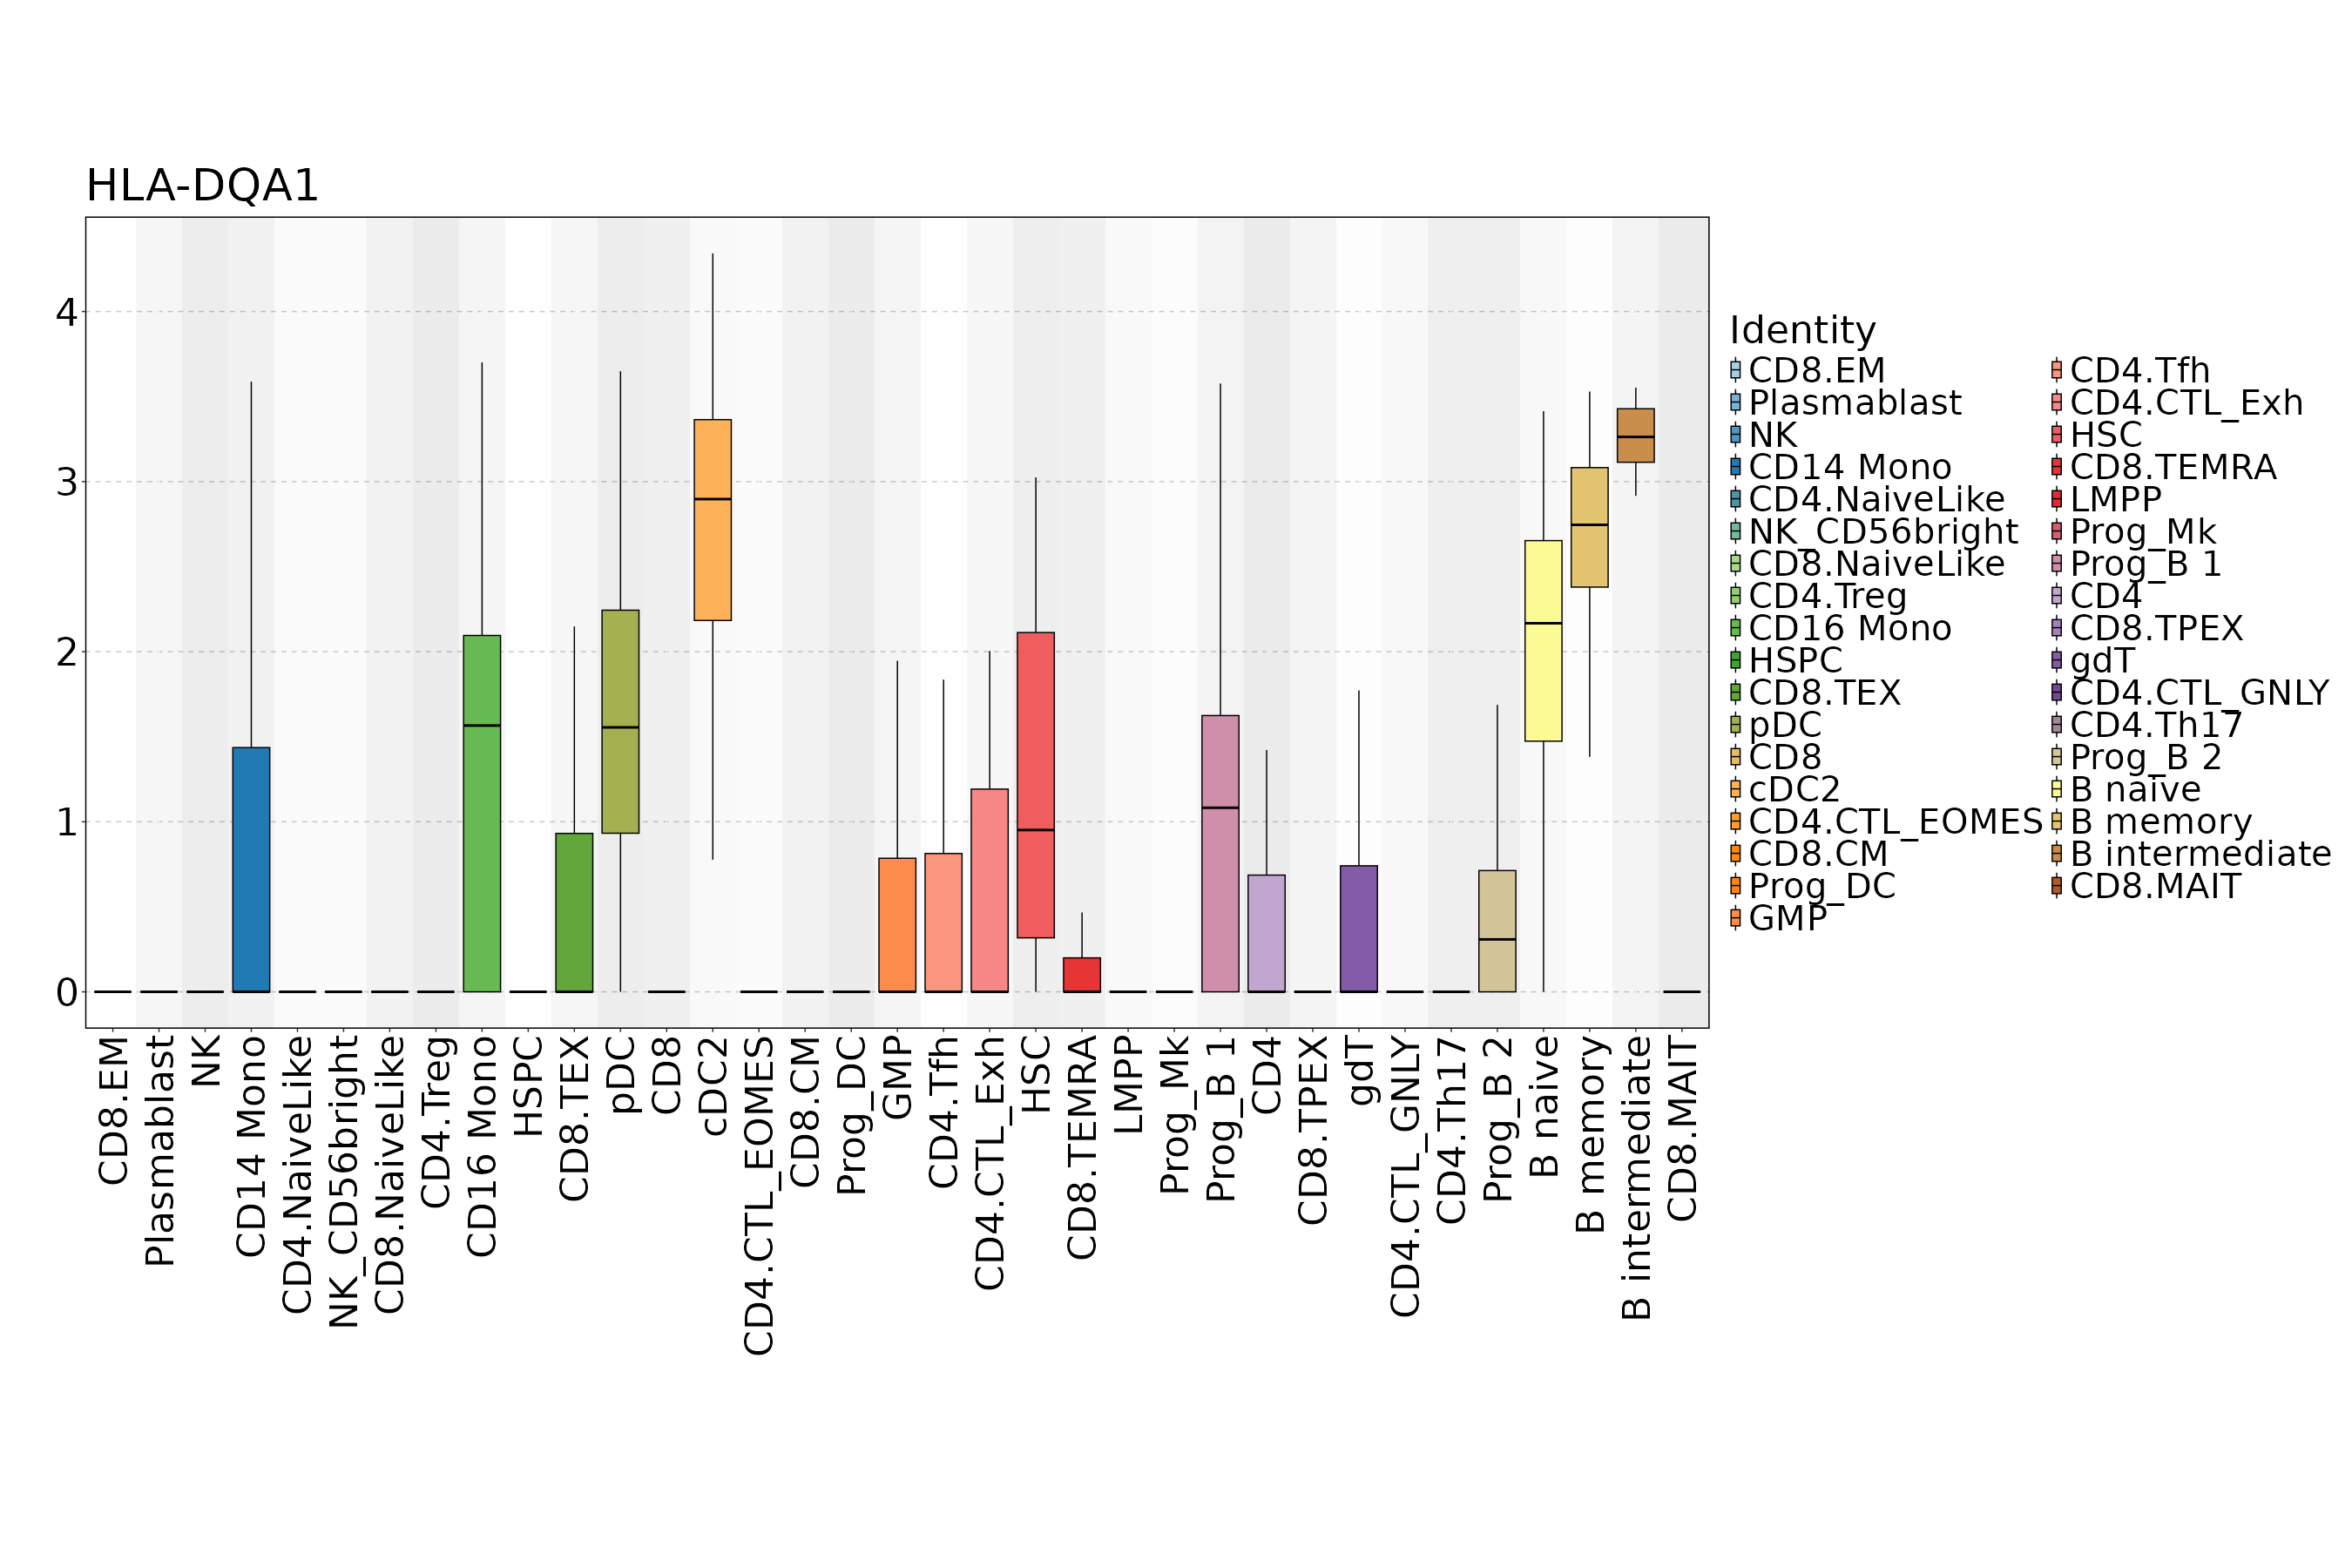 HLA-DQA1
4
3
2
1
0
CD8.EM
Plasmablast
NK
CD14 Mono
CD4.NaiveLike
NK_CD56bright
CD8.NaiveLike
CD4.Treg
CD16 Mono
HSPC
CD8.TEX
pDC
CD8
cDC2
CD4.CTL_EOMES
CD8.CM
Prog_DC
GMP
CD4.Tfh
CD4.CTL_Exh
HSC
CD8.TEMRA
LMPP
Prog_Mk
Prog_B 1
CD4
CD8.TPEX
gdT
CD4.CTL_GNLY
CD4.Th17
Prog_B 2
B naive
B memory
B intermediate
CD8.MAIT
Identity
CD8.EM
Plasmablast
NK
CD14 Mono
CD4.NaiveLike
NK_CD56bright
CD8.NaiveLike
CD4.Treg
CD16 Mono
HSPC
CD8.TEX
pDC
CD8
cDC2
CD4.CTL_EOMES
CD8.CM
Prog_DC
GMP
CD4.Tfh
CD4.CTL_Exh
HSC
CD8.TEMRA
LMPP
Prog_Mk
Prog_B 1
CD4
CD8.TPEX
gdT
CD4.CTL_GNLY
CD4.Th17
Prog_B 2
B naive
B memory
B intermediate
CD8.MAIT